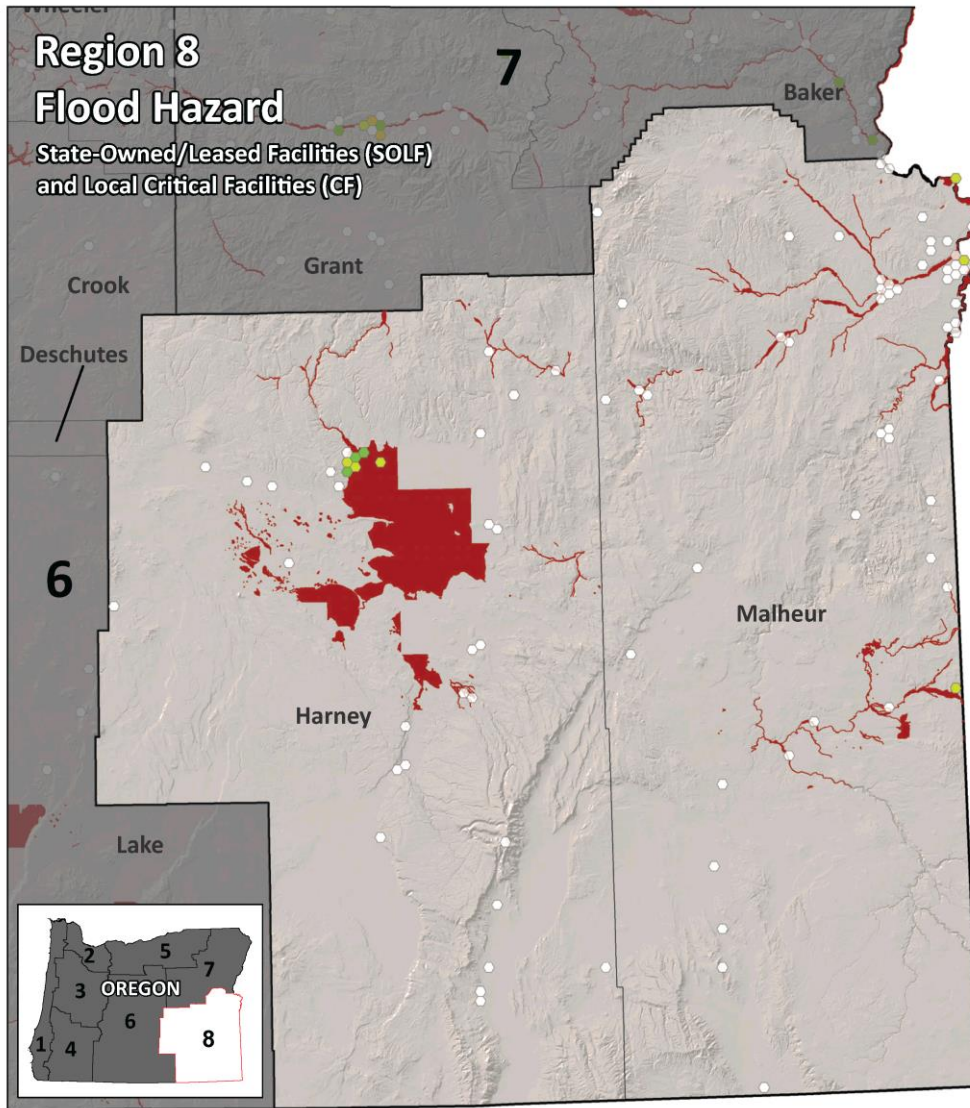 Wheeler
Region 8
Flood Hazard
State-Owned/Leased Facilities (SOLF)
and Local Critical Facilities (CF)
7
Baker
Grant
Crook
Deschutes
6
Malheur
Harney
Lake
2
5
7
OREGON
3
6
8
1
4